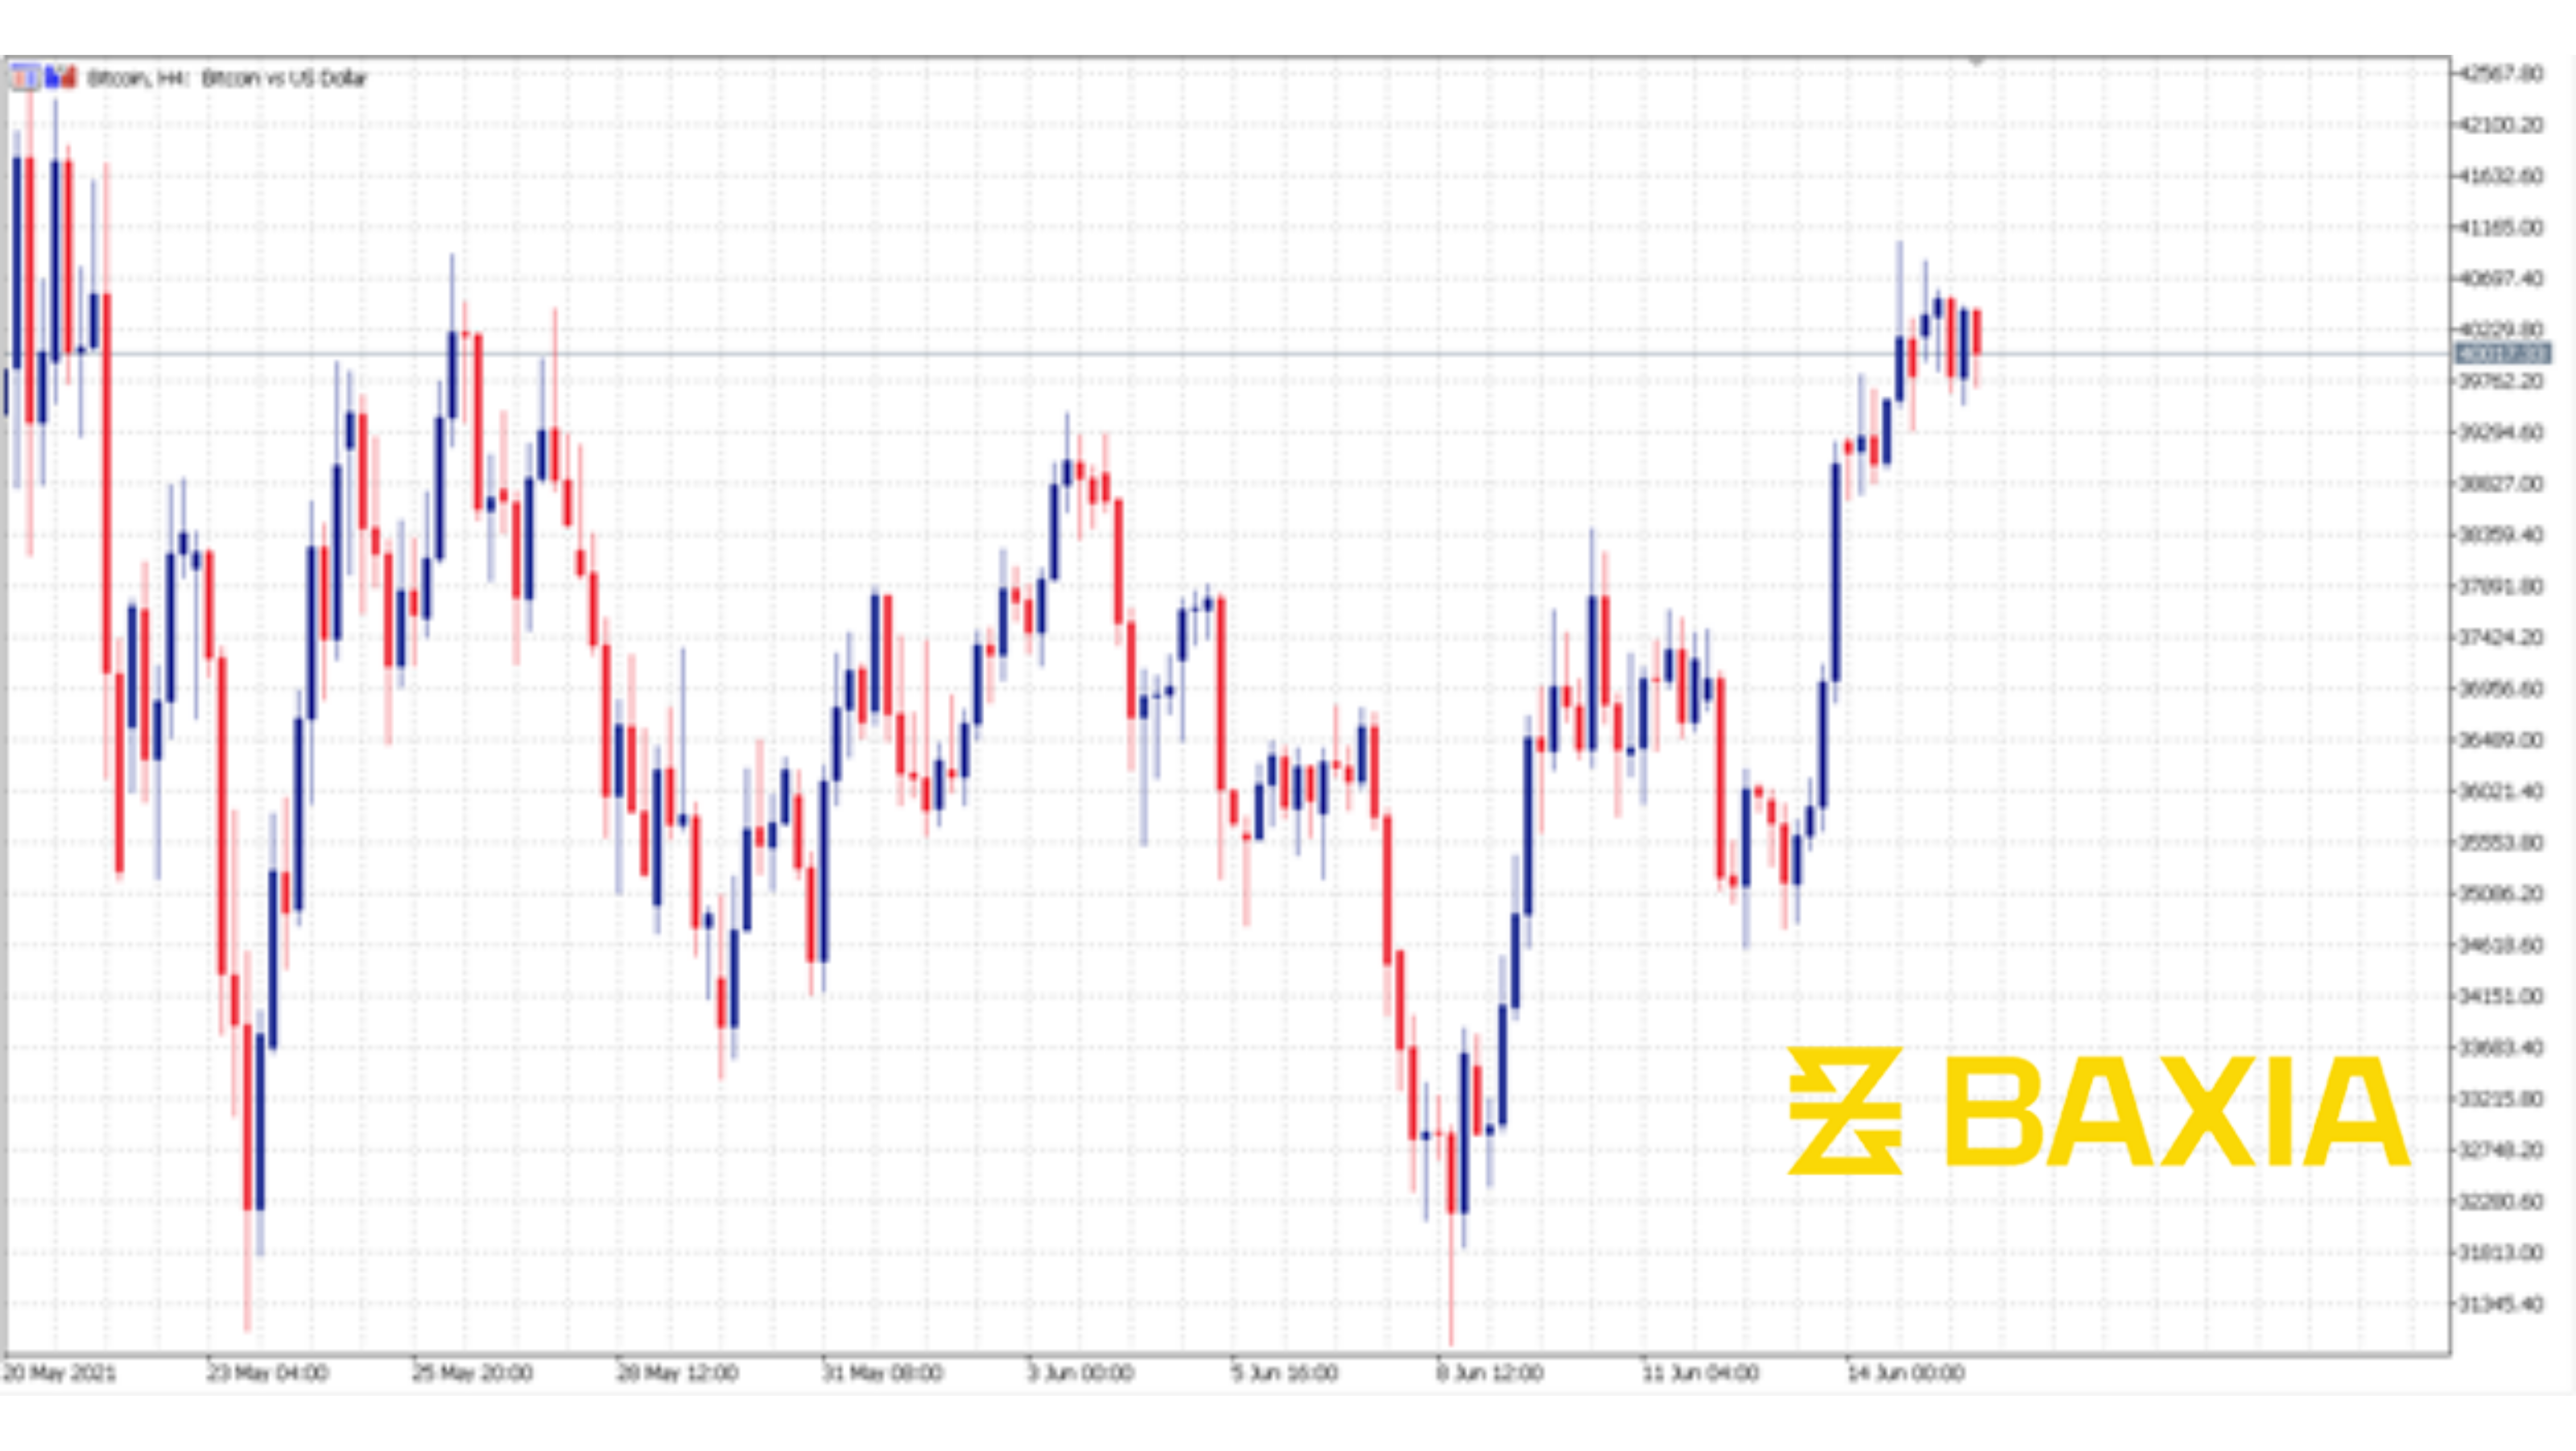 Bitcoin, H4: Bitcoin vs US Dollar
42567.80
42100.20
41632.60
41165.00
40697.40
40229.80
40017.33
39762.20
39294.60
38827.00
38359.40
37891.80
37424.20
36956.60
36489.00
36021.40
35553.80
35086.20
34618.60
34151.00
33683.40
33215.80
32748.20
32280.60
31813.00
31345.40
BAXIA
20 May 2021
23 May 04:00
25 May 20:00
28 May 12:00
31 May 08:00
3 Jun 00:00
5 Jun 16:00
8 Jun 12:00
11 Jun 04:00
14 Jun 00:00